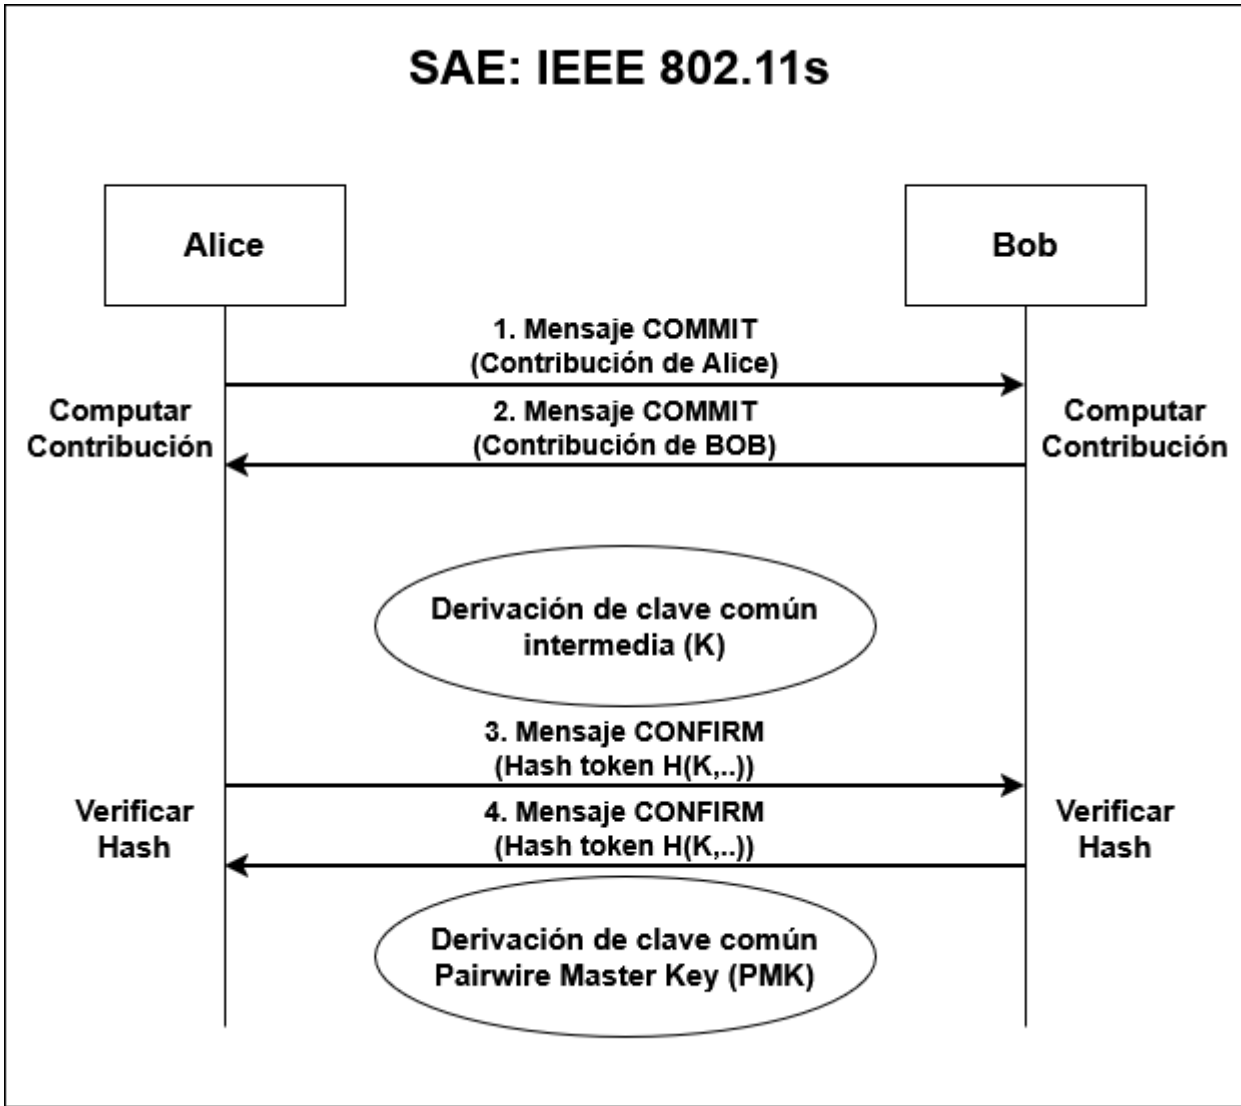 SAE: IEEE 802.11s
Alice
Bob
1. Mensaje COMMIT
(Contribución de Alice)
Computar
Contribución
2. Mensaje COMMIT
(Contribución de BOB)
Computar
Contribución
Derivación de clave común
intermedia (K)
3. Mensaje CONFIRM
(Hash token H(K,..))
Verificar
Hash
4. Mensaje CONFIRM
(Hash token H(K,..))
Verificar
Hash
Derivación de clave común
Pairwire Master Key (PMK)